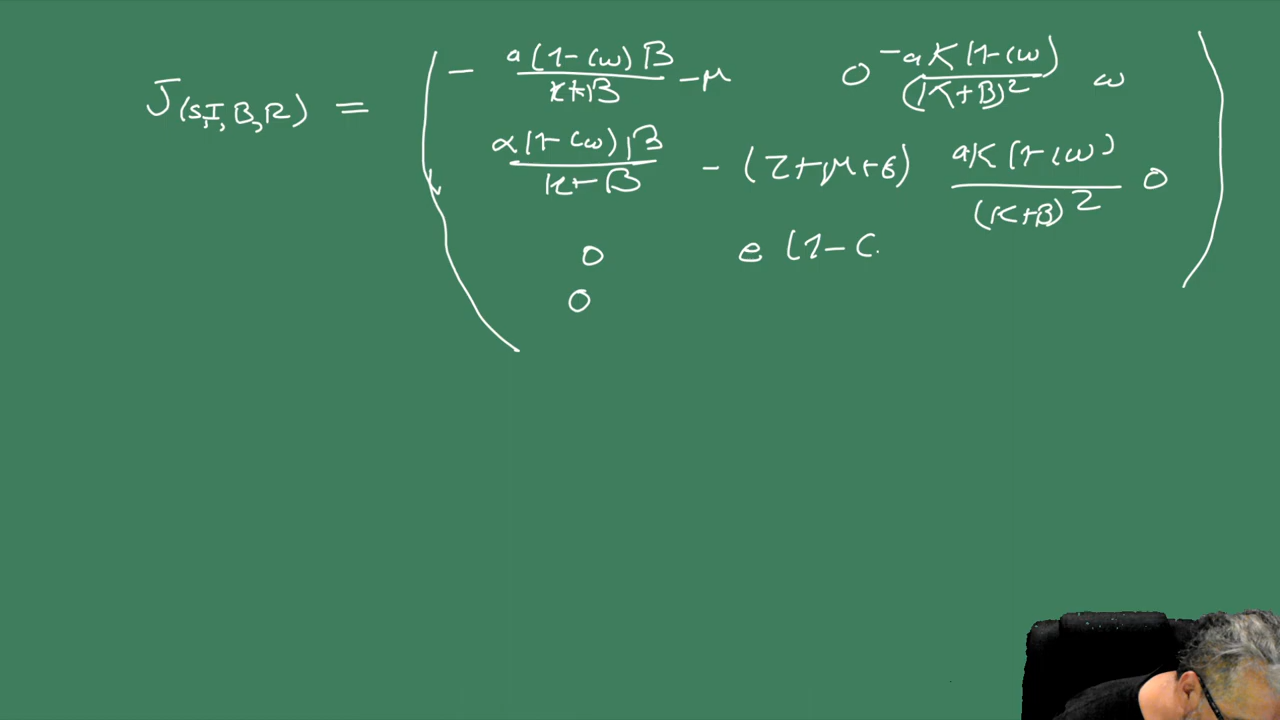 J(S,I,B,R) = ( - a(1-cω)B / K+B - μ 0 -aK(1-cω) / (K+B)² ω
α(1-cω)B / K+B - (τ+μ+δ) aK(1-cω) / (K+B)² 0
0 e(1-C
0 )